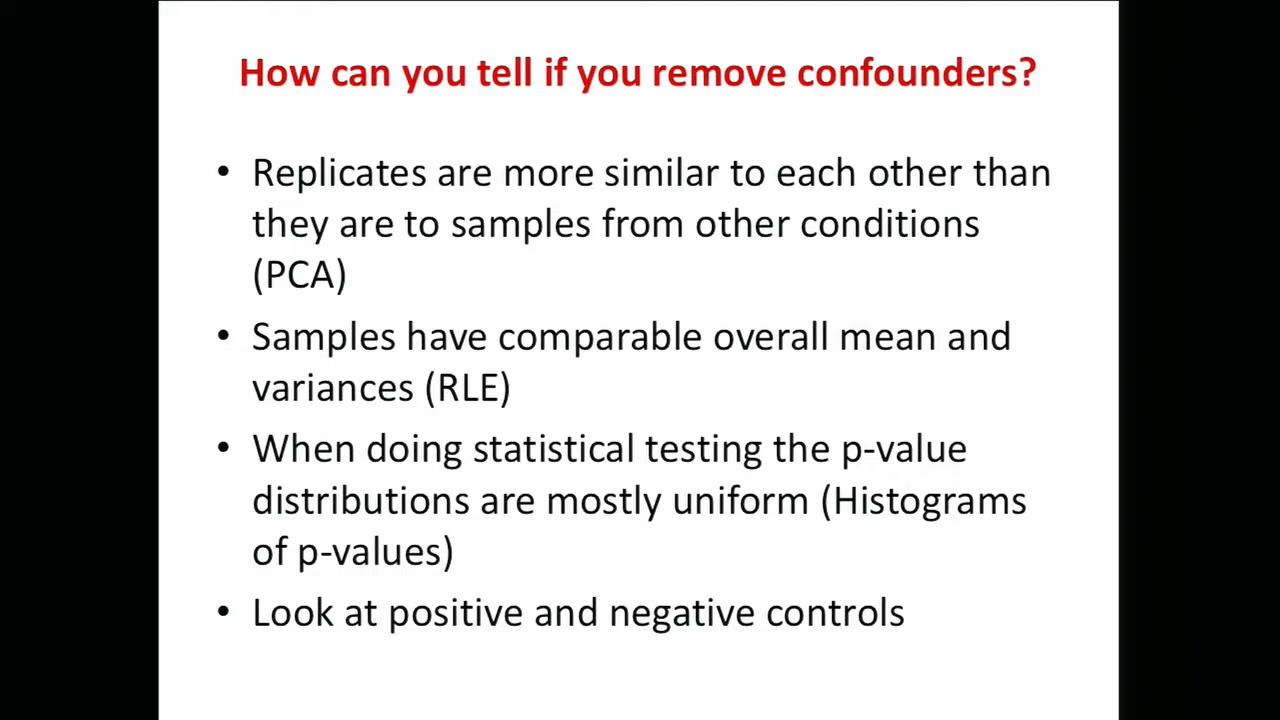 How can you tell if you remove confounders?
• Replicates are more similar to each other than
they are to samples from other conditions
(PCA)
• Samples have comparable overall mean and
variances (RLE)
• When doing statistical testing the p-value
distributions are mostly uniform (Histograms
of p-values)
• Look at positive and negative controls